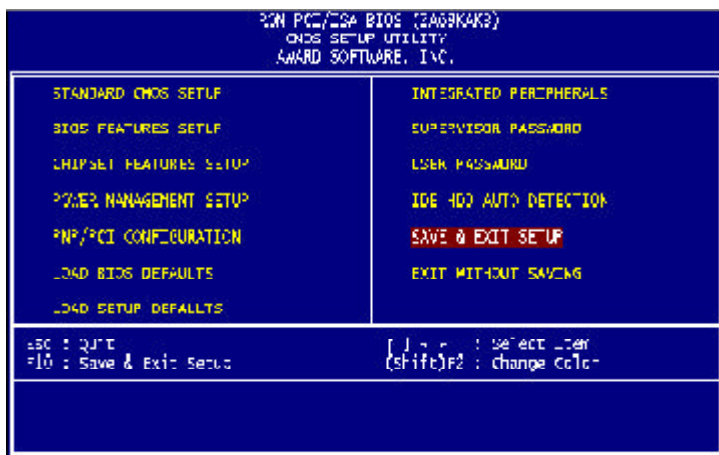 ROM PCI/ISA BIOS (2A69KAKB)
CMOS SETUP UTILITY
AWARD SOFTWARE, INC.
STANDARD CMOS SETUP
BIOS FEATURES SETUP
CHIPSET FEATURES SETUP
POWER MANAGEMENT SETUP
PNP/PCI CONFIGURATION
LOAD BIOS DEFAULTS
LOAD SETUP DEFAULTS
INTEGRATED PERIPHERALS
SUPERVISOR PASSWORD
USER PASSWORD
IDE HDD AUTO DETECTION
SAVE & EXIT SETUP
EXIT WITHOUT SAVING
ESC : Quit
F10 : Save & Exit Setup
: Select Item
(Shift)F2 : Change Color